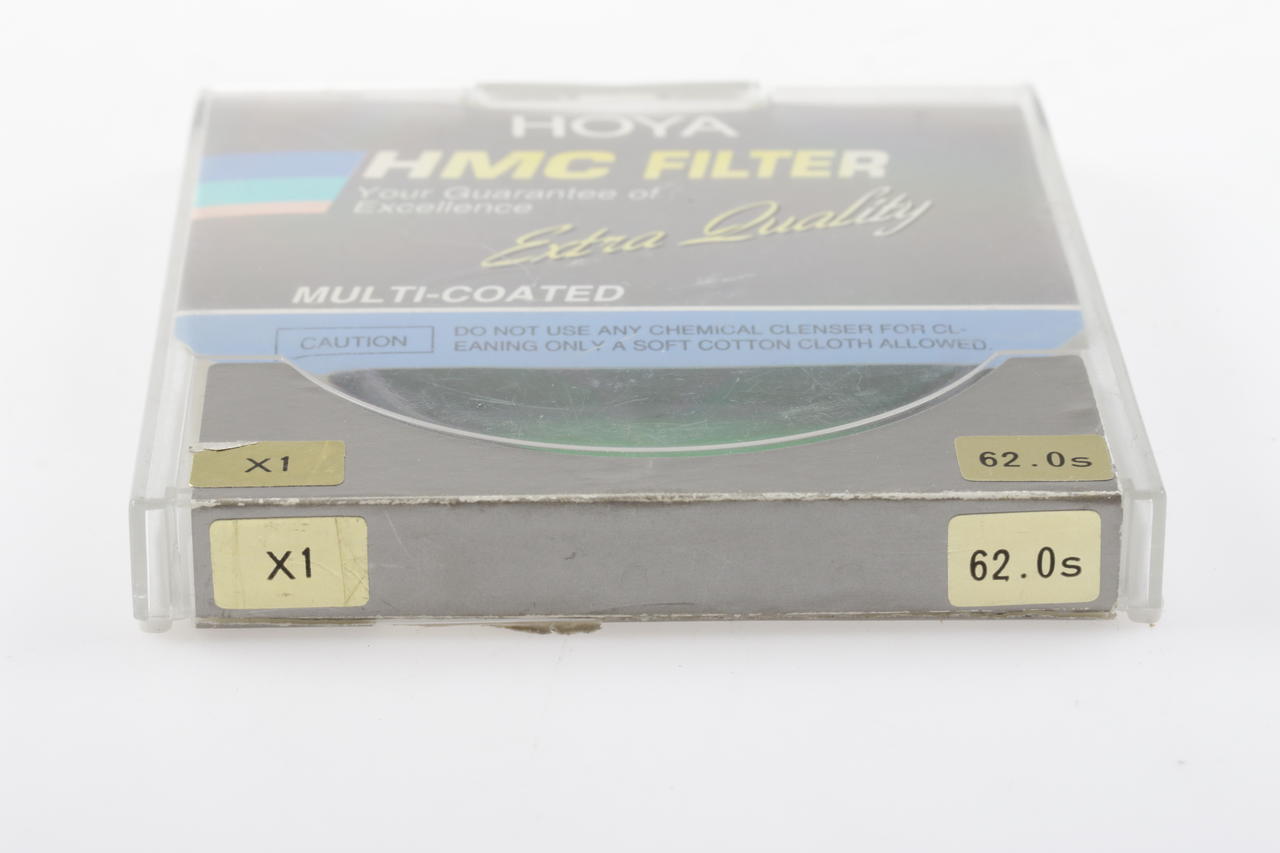 HOYA
HMC FILTER
Your Guarantee of
Excellence
Extra Quality
MULTI-COATED
CAUTION
DO NOT USE ANY CHEMICAL CLENSER FOR CL-
EANING ONLY A SOFT COTTON CLOTH ALLOWED.
X1
62.0s
X1
62.0s